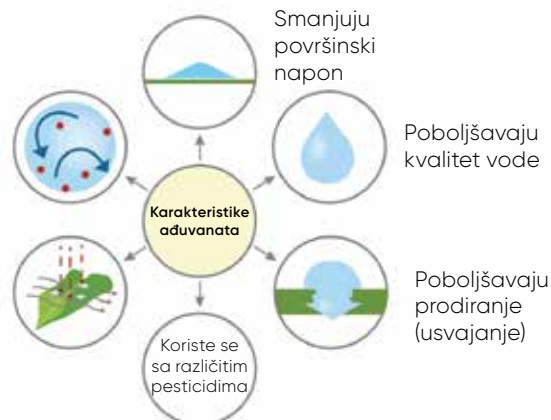 Smanjuju
površinski
napon
Poboljšavaju
kvalitet vode
Karakteristike
ađuvanata
Poboljšavaju
prodiranje
(usvajanje)
Koriste se
sa različitim
pesticidima